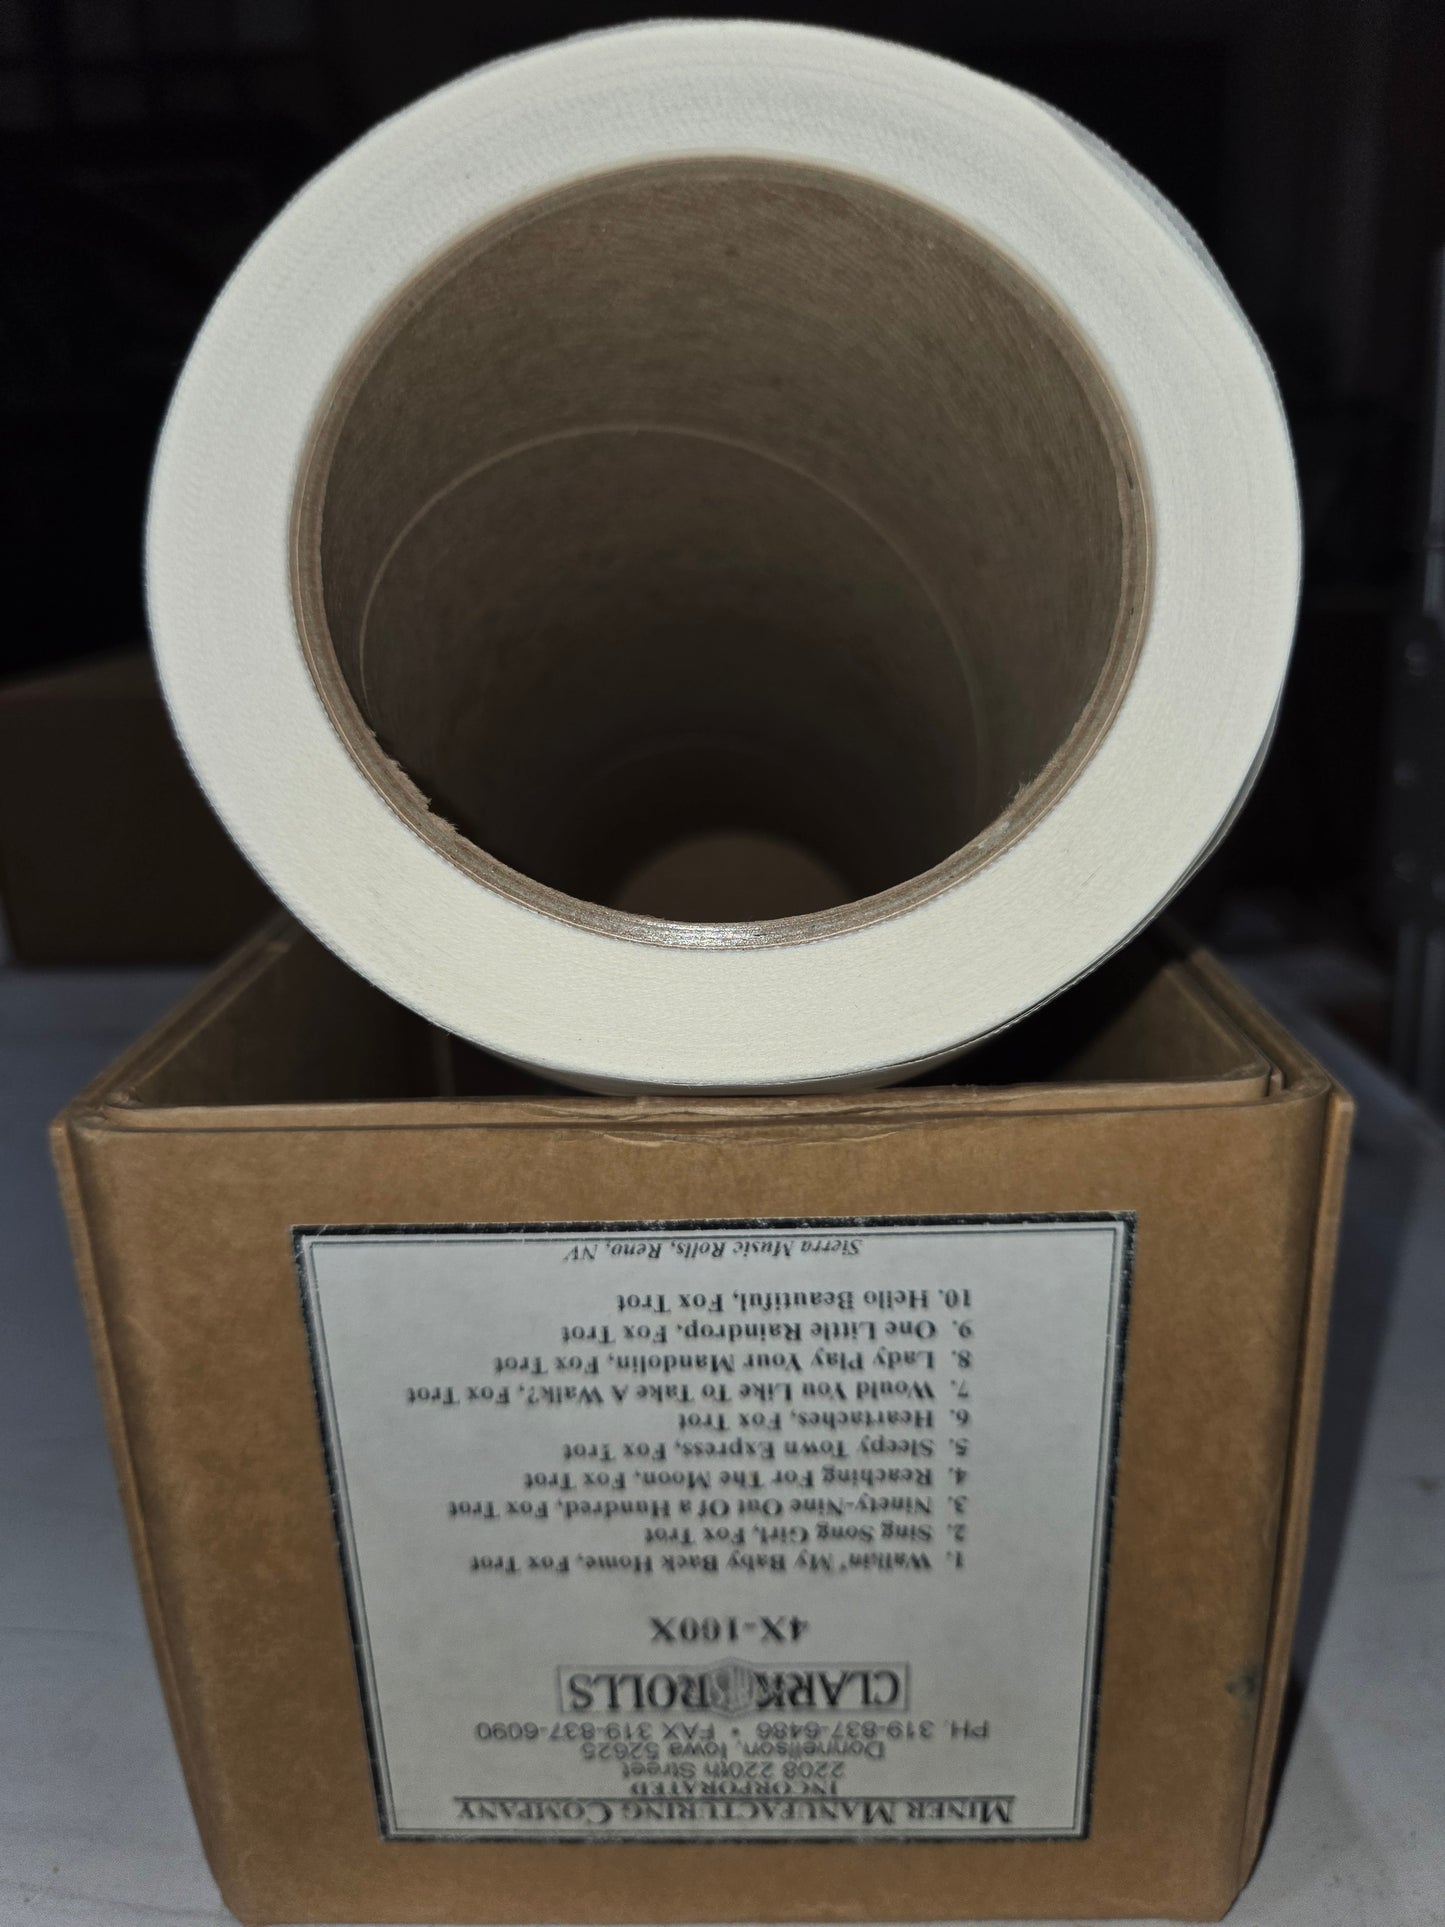 MINER MANUFACTURING COMPANY
INCORPORATED
2208 220th Street
Donnellson, Iowa 52625
PH. 319-837-6486 • FAX 319-837-6090
CLARK ROLLS
4X-100X
1. Walkin' My Baby Back Home, Fox Trot
2. Sing Song Girl, Fox Trot
3. Ninety-Nine Out Of a Hundred, Fox Trot
4. Reaching For The Moon, Fox Trot
5. Sleepy Town Express, Fox Trot
6. Heartaches, Fox Trot
7. Would You Like To Take A Walk?, Fox Trot
8. Lady Play Your Mandolin, Fox Trot
9. One Little Raindrop, Fox Trot
10. Hello Beautiful, Fox Trot
Sierra Music Rolls, Reno, NV